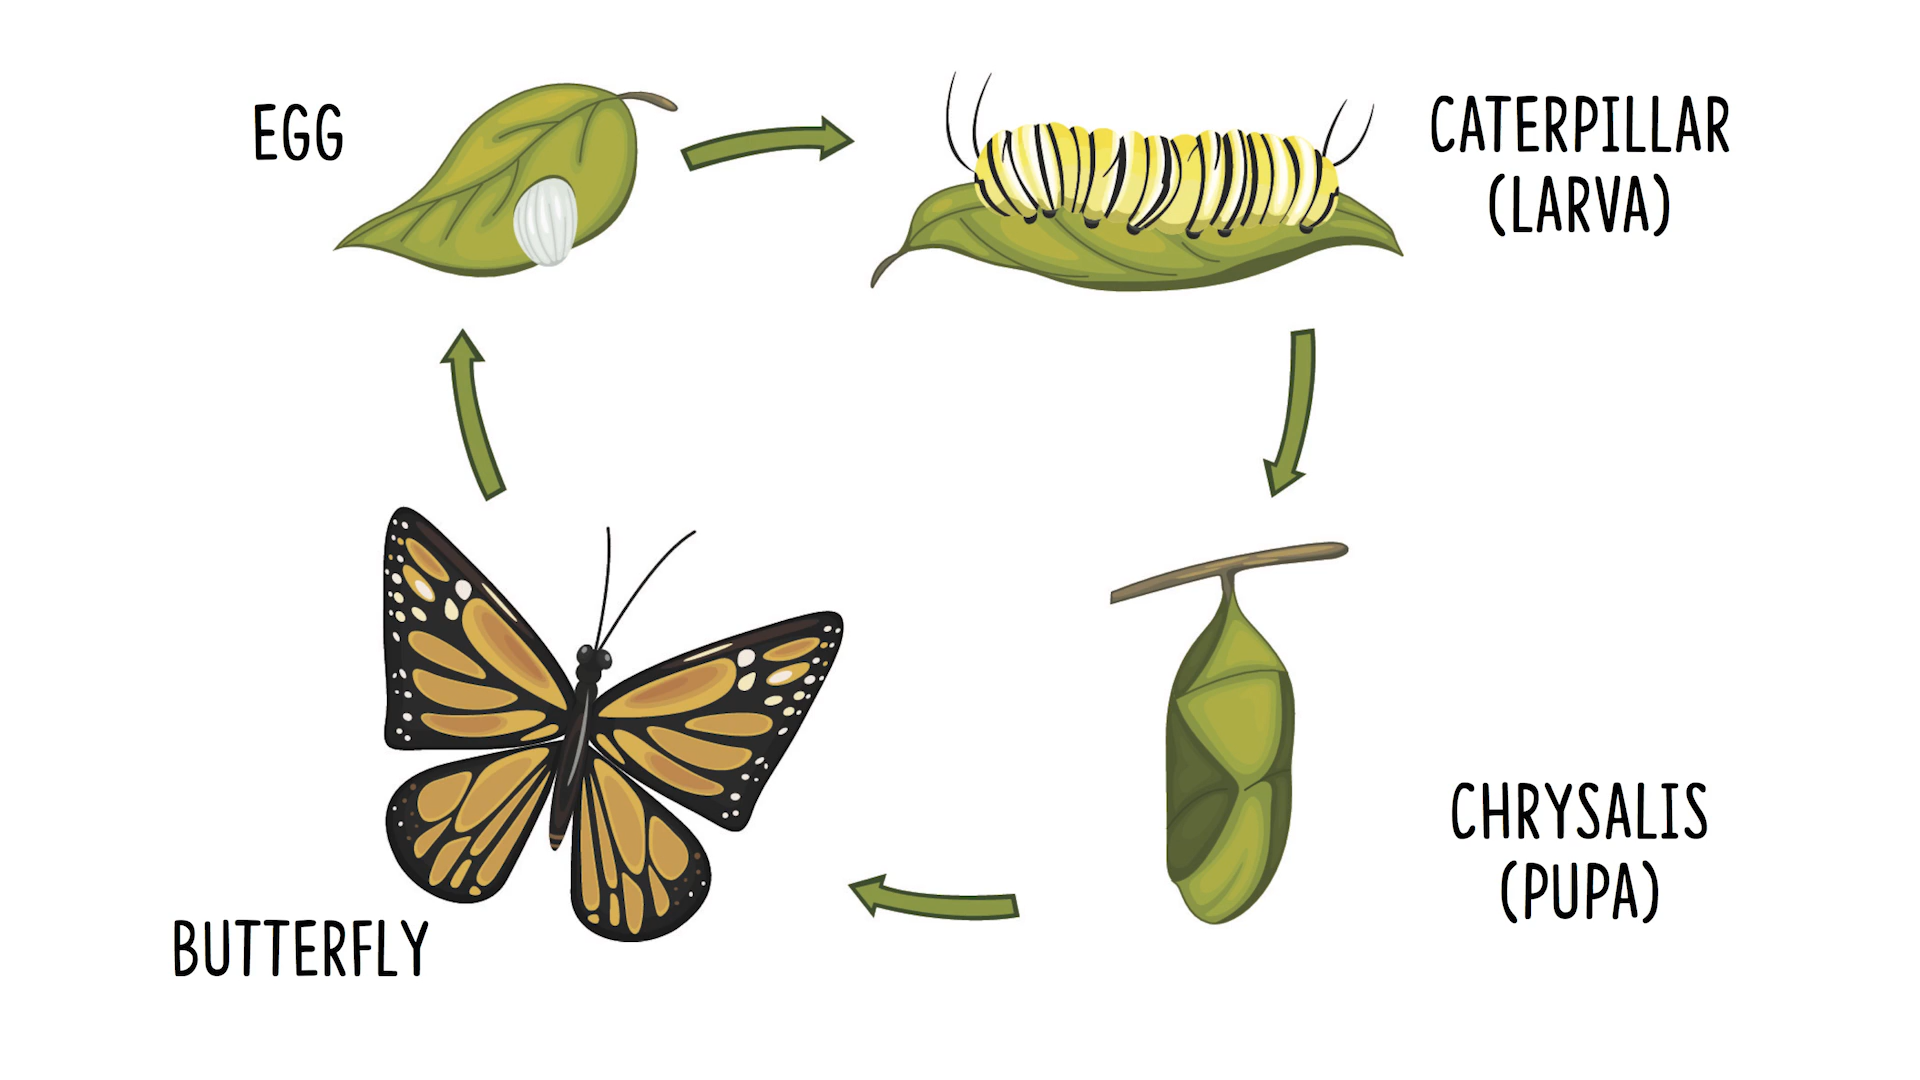 EGG
CATERPILLAR
(LARVA)
CHRYSALIS
(PUPA)
BUTTERFLY